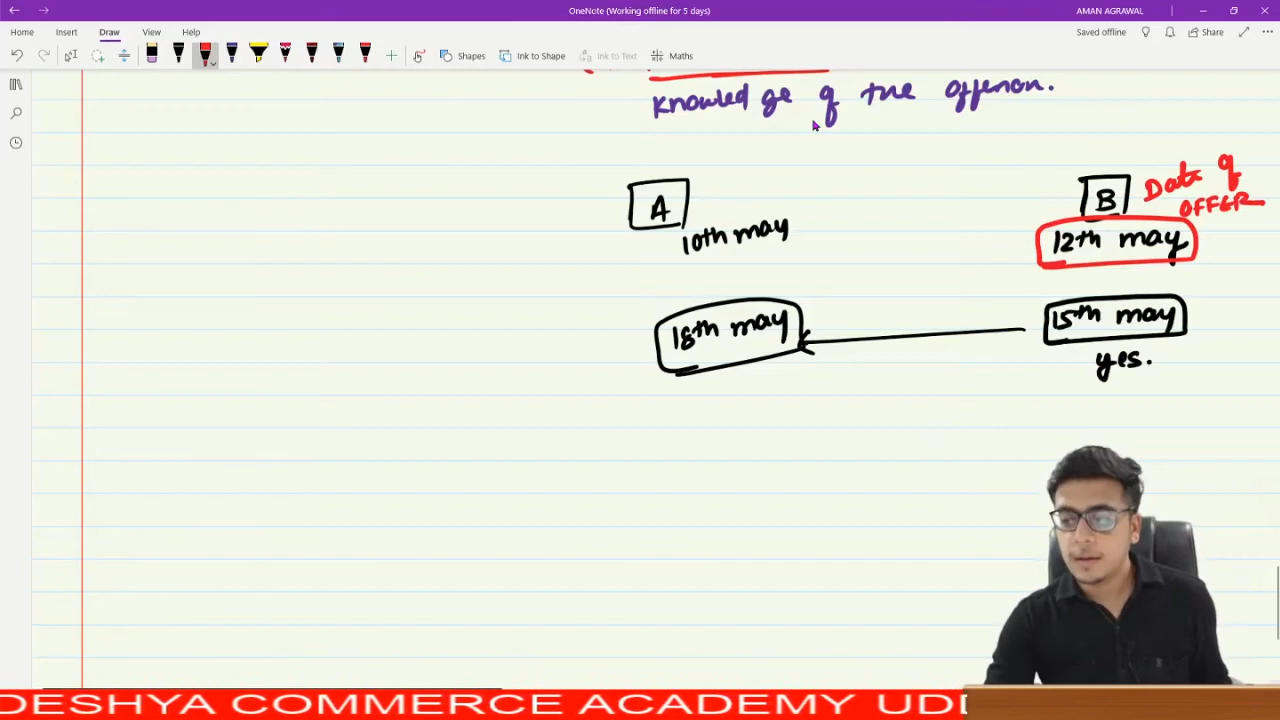 OneNote (Working offline for 5 days)
AMAN AGRAWAL
Home Insert Draw View Help
Saved offline
Share
Shapes
Ink to Shape
Ink to Text
Maths
knowledge of the offeror.
A
B
Date of
OFFER
10th may
12th may
18th may
15th may
yes.
DESHYA COMMERCE ACADEMY UDD